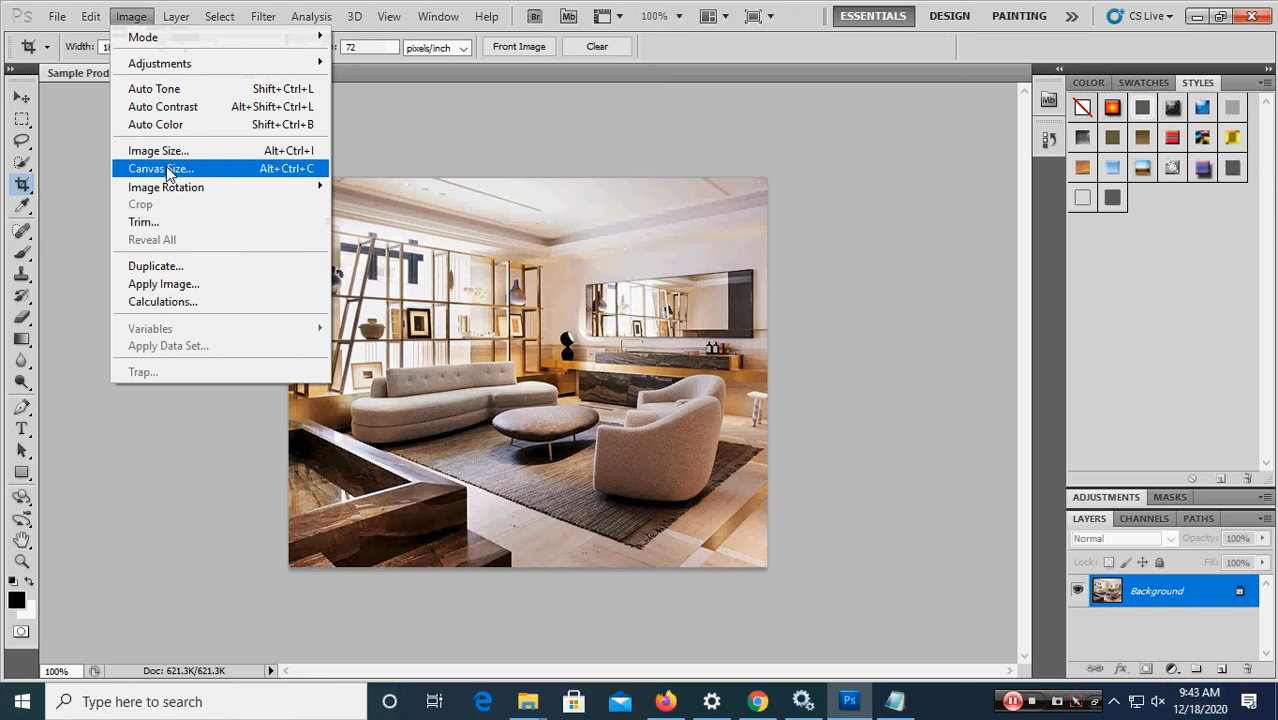 Ps File Edit Image Layer Select Filter Analysis 3D View Window Help Br Mb 100% ESSENTIALS DESIGN PAINTING CS Live
Width: 72 pixels/inch Front Image Clear
Mode
Sample Prod
Adjustments
Auto Tone Shift+Ctrl+L
Auto Contrast Alt+Shift+Ctrl+L
Auto Color Shift+Ctrl+B
Image Size... Alt+Ctrl+I
Canvas Size... Alt+Ctrl+C
Image Rotation
Crop
Trim...
Reveal All
Duplicate...
Apply Image...
Calculations...
Variables
Apply Data Set...
Trap...
Mb
COLOR SWATCHES STYLES
ADJUSTMENTS MASKS
LAYERS CHANNELS PATHS
Normal Opacity: 100%
Lock: Fill: 100%
Background
100% Doc: 621.3K/621.3K
Type here to search
Ps
9:43 AM
12/18/2020